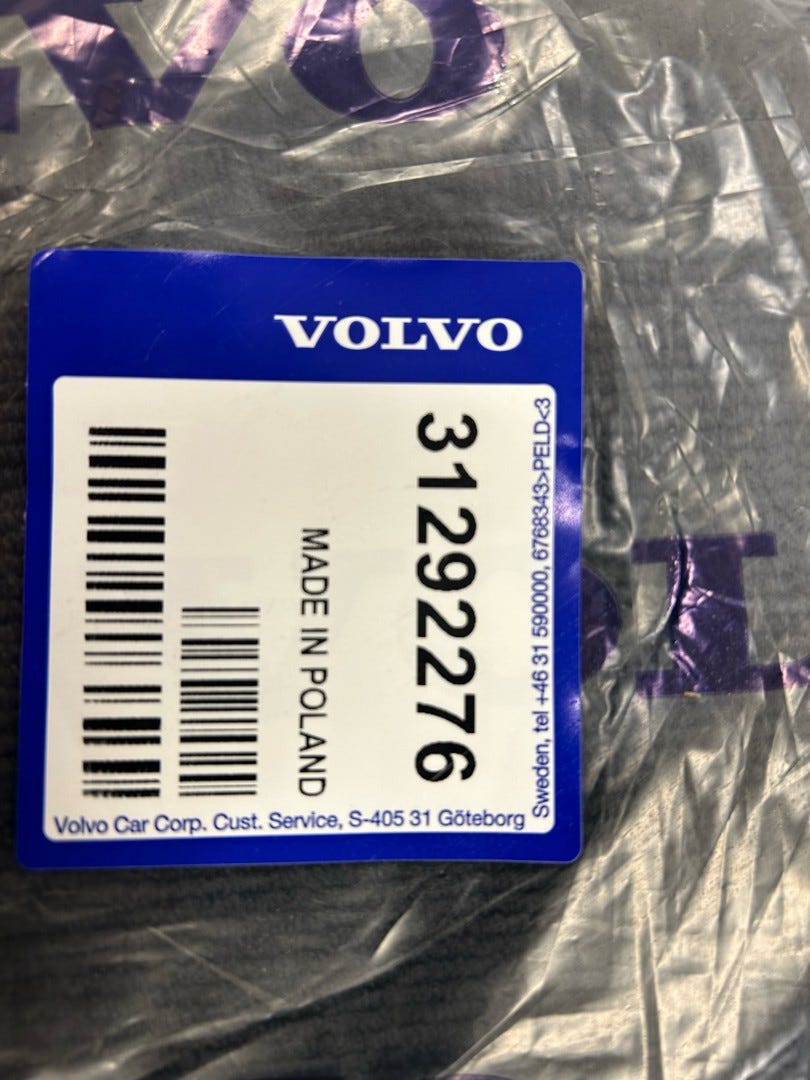 VOLVO
31292276
MADE IN POLAND
Volvo Car Corp. Cust. Service, S-405 31 Göteborg
Sweden, tel +46 31 590000, 6768343>PELD<3